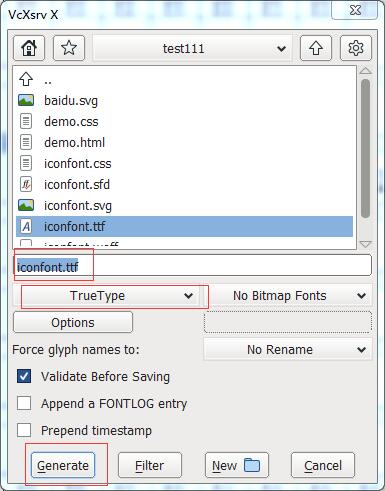 VcXsrv X
test111
..
baidu.svg
demo.css
demo.html
iconfont.css
iconfont.sfd
iconfont.svg
iconfont.ttf
iconfont.woff
iconfont.ttf
TrueType
No Bitmap Fonts
Options
Force glyph names to:
No Rename
Validate Before Saving
Append a FONTLOG entry
Prepend timestamp
Generate
Filter
New
Cancel